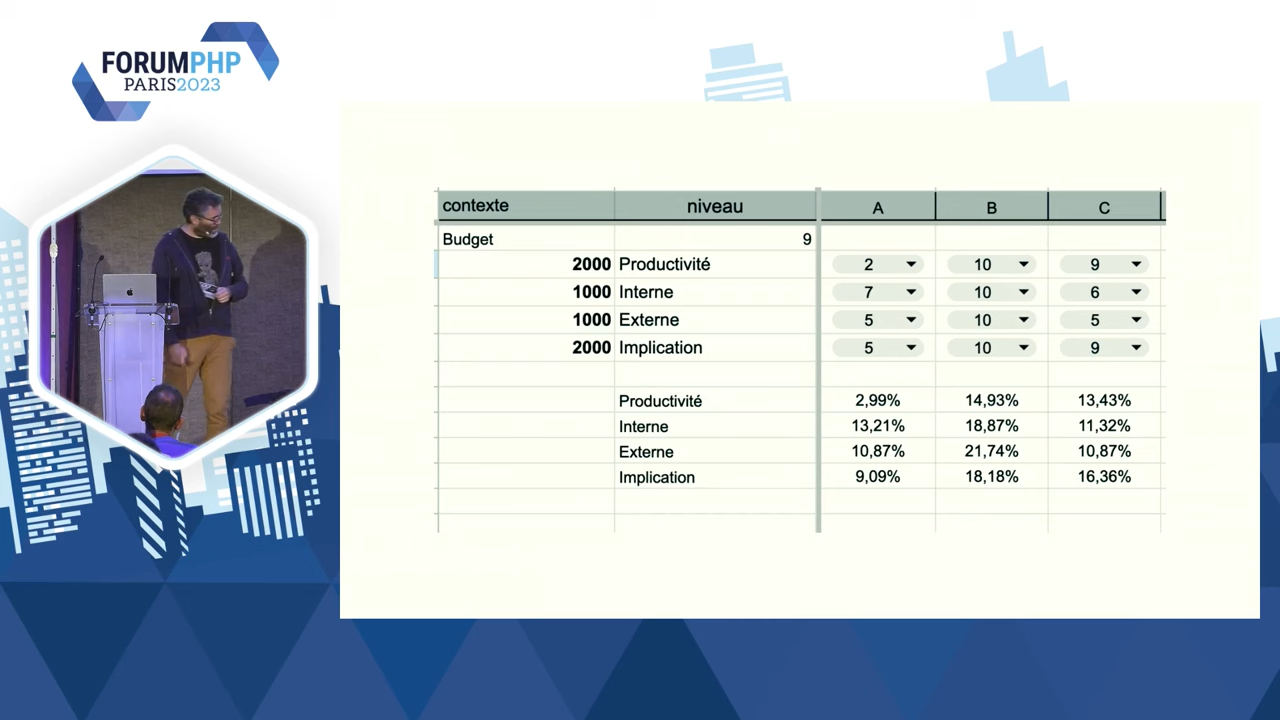 FORUMPHP
PARIS2023
contexte niveau A B C
Budget 9
2000 Productivité 2 10 9
1000 Interne 7 10 6
1000 Externe 5 10 5
2000 Implication 5 10 9
Productivité 2,99% 14,93% 13,43%
Interne 13,21% 18,87% 11,32%
Externe 10,87% 21,74% 10,87%
Implication 9,09% 18,18% 16,36%